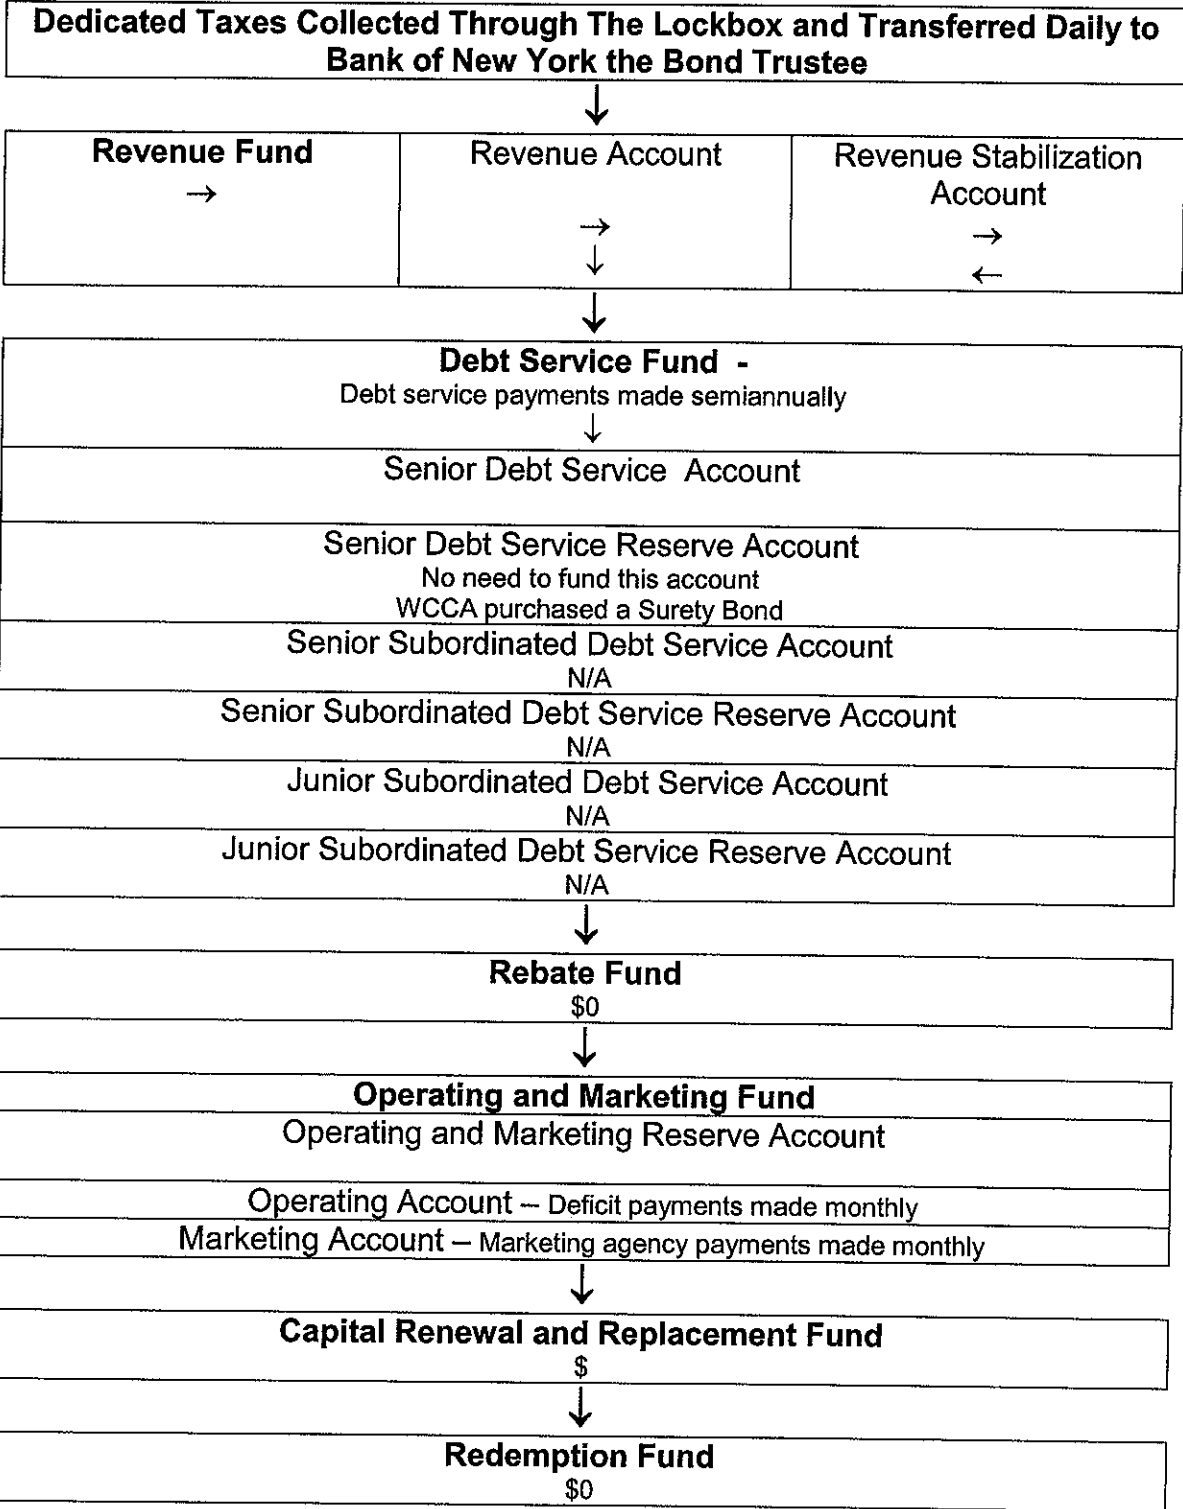 Dedicated Taxes Collected Through The Lockbox and Transferred Daily to
Bank of New York the Bond Trustee
↓
Revenue Fund
→
Revenue Account
→
↓
Revenue Stabilization
Account
→
←
↓
Debt Service Fund -
Debt service payments made semiannually
↓
Senior Debt Service Account
Senior Debt Service Reserve Account
No need to fund this account
WCCA purchased a Surety Bond
Senior Subordinated Debt Service Account
N/A
Senior Subordinated Debt Service Reserve Account
N/A
Junior Subordinated Debt Service Account
N/A
Junior Subordinated Debt Service Reserve Account
N/A
↓
Rebate Fund
$0
↓
Operating and Marketing Fund
Operating and Marketing Reserve Account
Operating Account – Deficit payments made monthly
Marketing Account – Marketing agency payments made monthly
↓
Capital Renewal and Replacement Fund
$
↓
Redemption Fund
$0